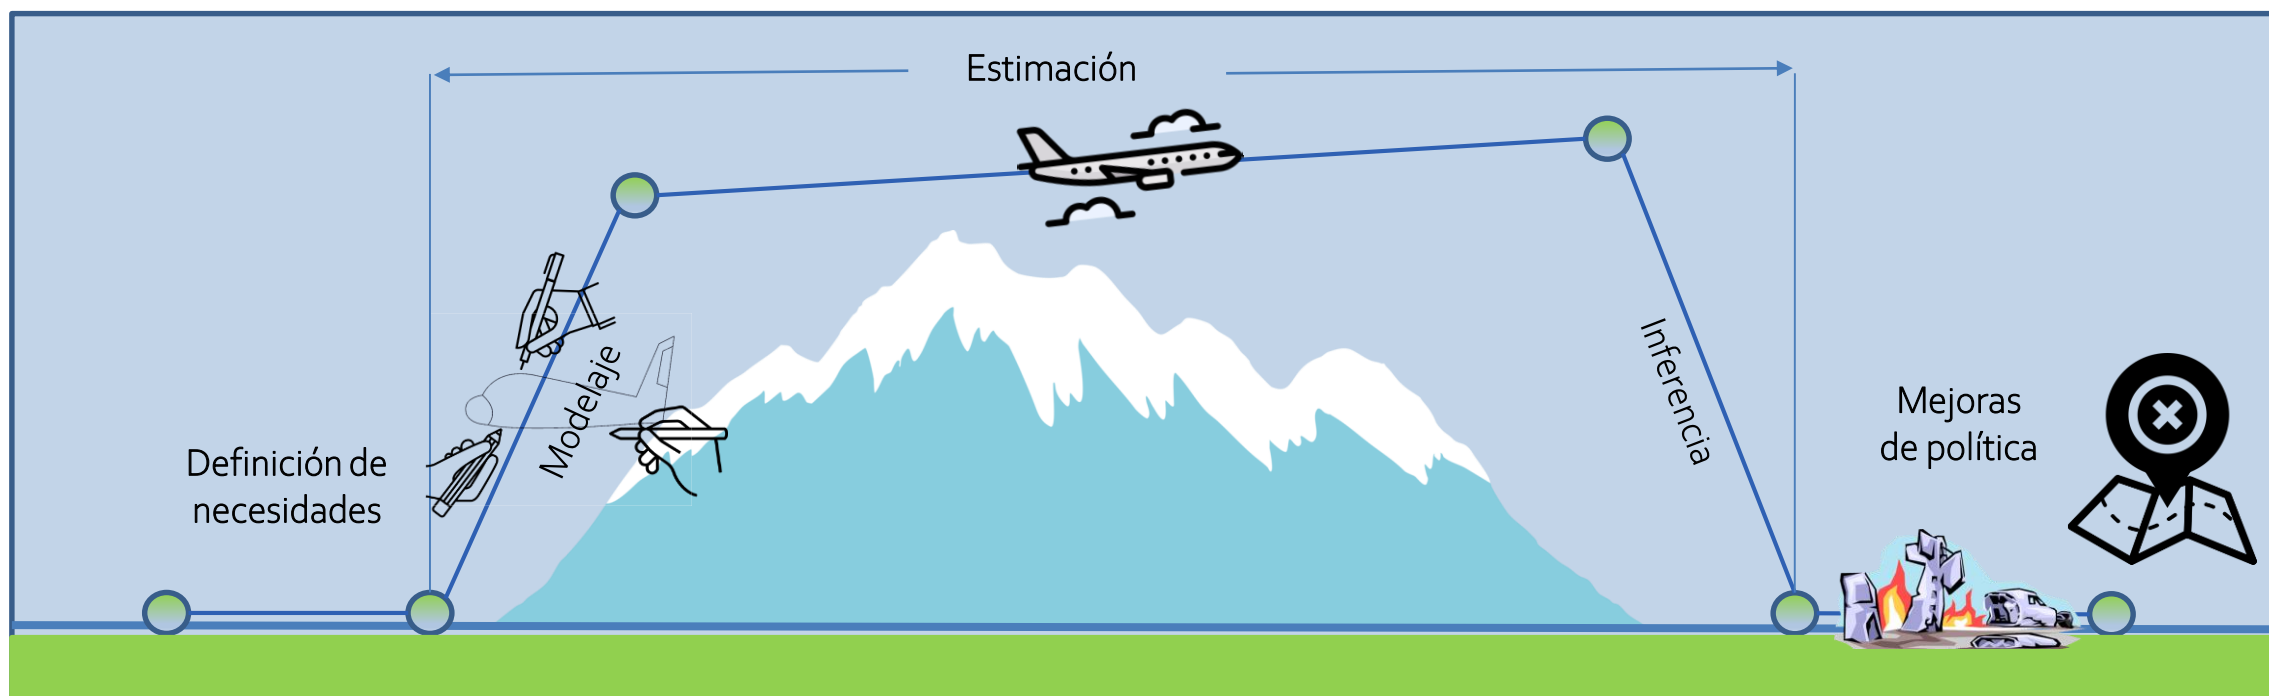 Estimación
Definición de
necesidades
Modelaje
Inferencia
Mejoras
de política